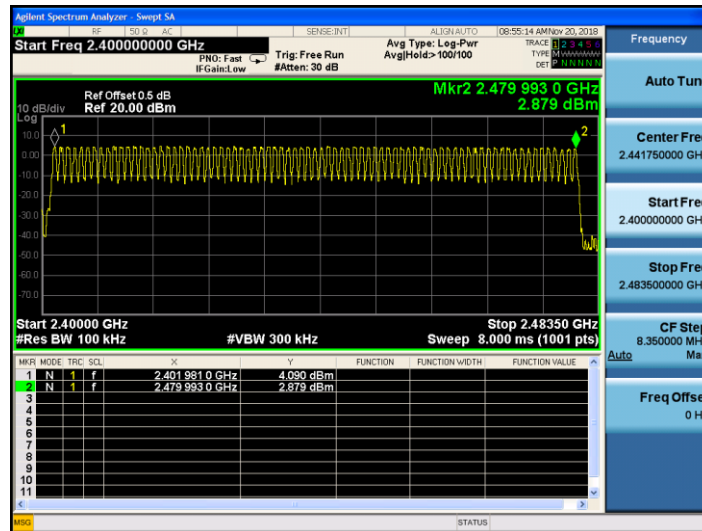 Agilent Spectrum Analyzer - Swept SA
RF 50 Ω AC SENSE:INT ALIGN AUTO 08:55:14 AM Nov 20, 2018
Start Freq 2.400000000 GHz
PNO: Fast
IFGain:Low
Trig: Free Run
#Atten: 30 dB
Avg Type: Log-Pwr
Avg|Hold:>100/100
TRACE 1 2 3 4 5 6
TYPE M
DET P N N N N N
Ref Offset 0.5 dB
10 dB/div Ref 20.00 dBm
Log
Mkr2 2.479 993 0 GHz
2.879 dBm
10.0
0.00
-10.0
-20.0
-30.0
-40.0
-50.0
-60.0
-70.0
1
2
Start 2.40000 GHz Stop 2.48350 GHz
#Res BW 100 kHz #VBW 300 kHz Sweep 8.000 ms (1001 pts)
MKR MODE TRC SCL X Y FUNCTION FUNCTION WIDTH FUNCTION VALUE
1 N 1 f 2.401 981 0 GHz 4.090 dBm
2 N 1 f 2.479 993 0 GHz 2.879 dBm
3
4
5
6
7
8
9
10
11
MSG STATUS
Frequency
Auto Tun
Center Fre
2.441750000 GH
Start Fre
2.400000000 GH
Stop Fre
2.483500000 GH
CF Step
8.350000 MH
Auto Ma
Freq Offse
0 H